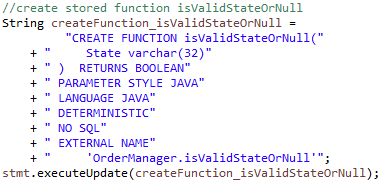 //create stored function isValidStateOrNull
String createFunction_isValidStateOrNull =
"CREATE FUNCTION isValidStateOrNull("
+ " State varchar(32)"
+ " ) RETURNS BOOLEAN"
+ " PARAMETER STYLE JAVA"
+ " LANGUAGE JAVA"
+ " DETERMINISTIC"
+ " NO SQL"
+ " EXTERNAL NAME"
+ " 'OrderManager.isValidStateOrNull'";
stmt.executeUpdate(createFunction_isValidStateOrNull);